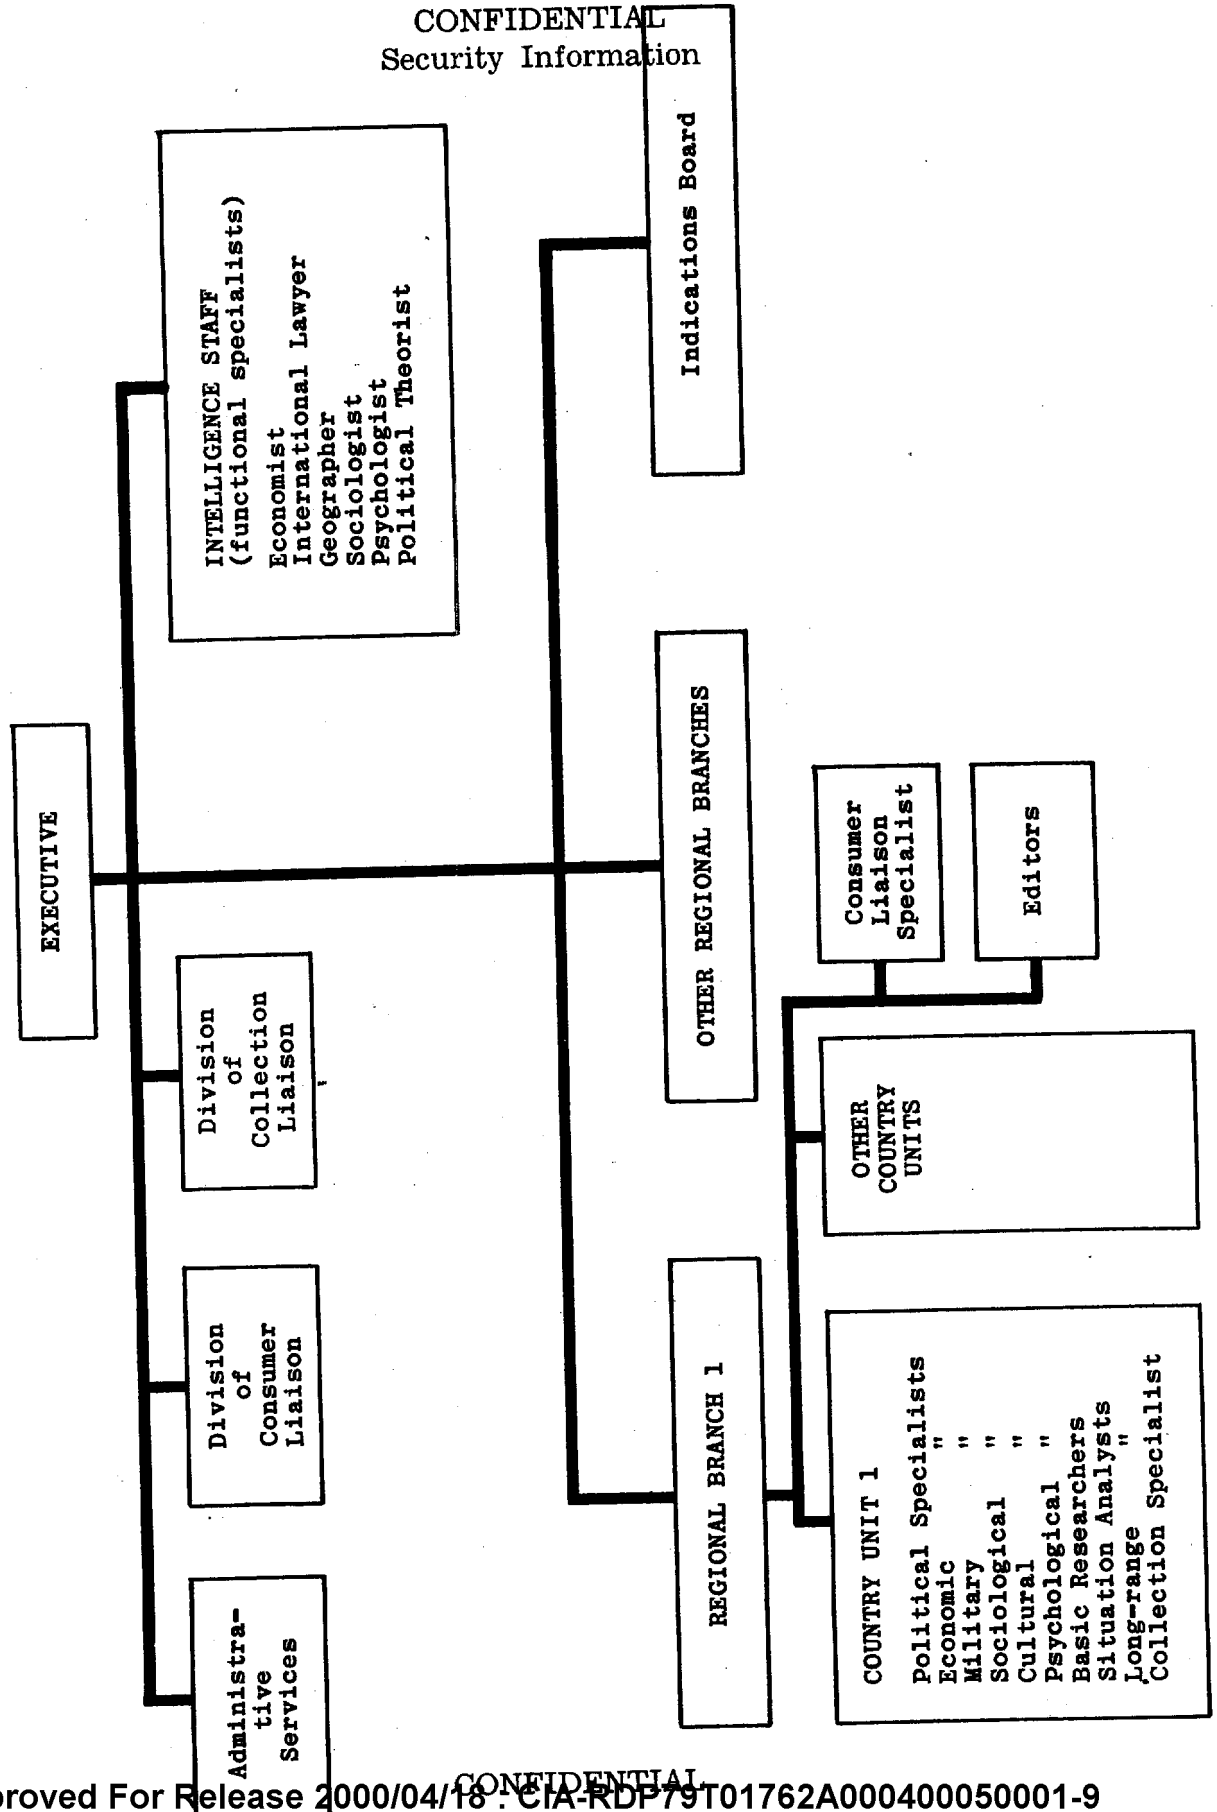 CONFIDENTIAL
Security Information
EXECUTIVE
Administra-
tive
Services
Division
of
Consumer
Liaison
Division
of
Collection
Liaison
INTELLIGENCE STAFF
(functional specialists)
Economist
International Lawyer
Geographer
Sociologist
Psychologist
Political Theorist
REGIONAL BRANCH 1
OTHER REGIONAL BRANCHES
Indications Board
COUNTRY UNIT 1
Political Specialists
Economic "
Military "
Sociological "
Cultural "
Psychological "
Basic Researchers
Situation Analysts
Long-range "
Collection Specialist
OTHER
COUNTRY
UNITS
Consumer
Liaison
Specialist
Editors
CONFIDENTIAL
proved For Release 2000/04/18 : CIA-RDP79T01762A000400050001-9